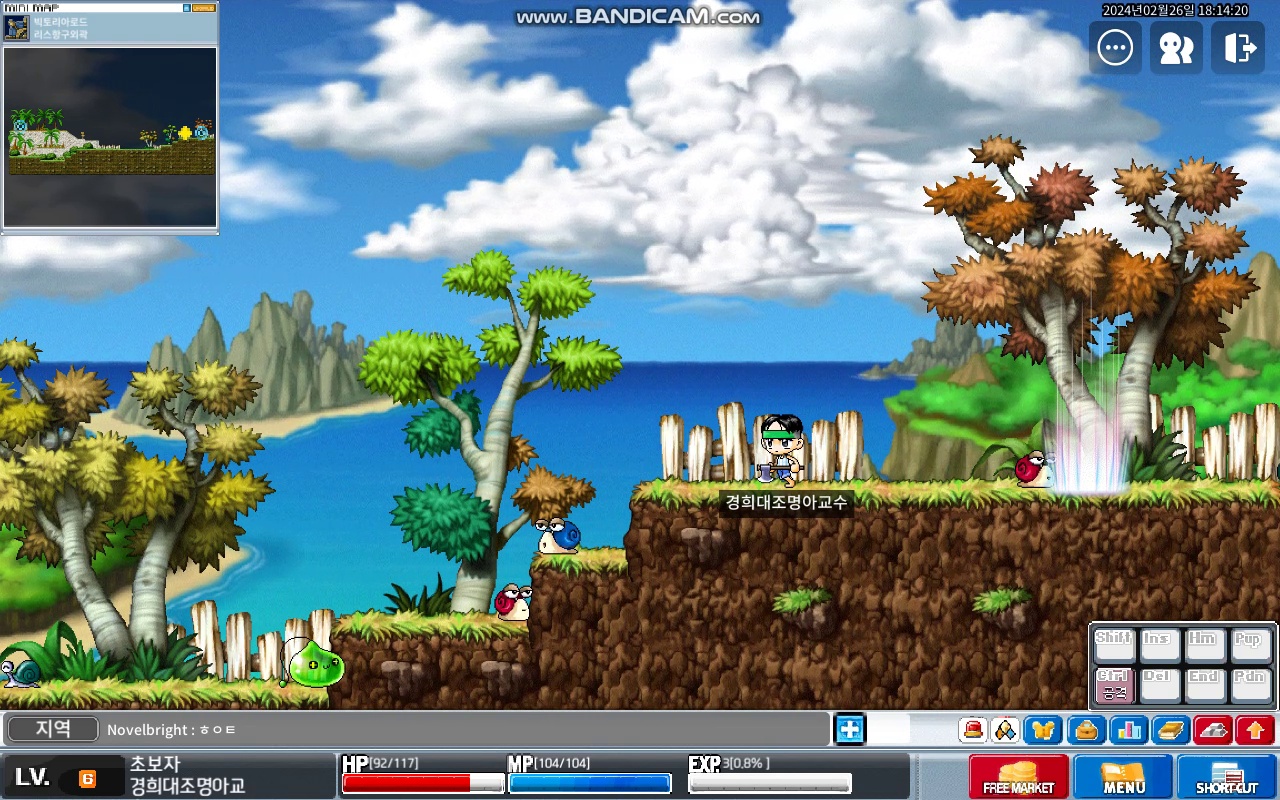 MINI MAP
www.BANDICAM.com
2024년02월26일 18:14:20
빅토리아로드
리스항구외곽
경희대조명아교수
Shift Ins Hm Pup
Ctrl Del End Pdn
공격
지역 Novelbright : ㅎㅇㅌ
LV. 6 초보자
경희대조명아교
HP[92/117] MP[104/104] EXP 3[0.8% ]
FREE MARKET MENU SHORTCUT